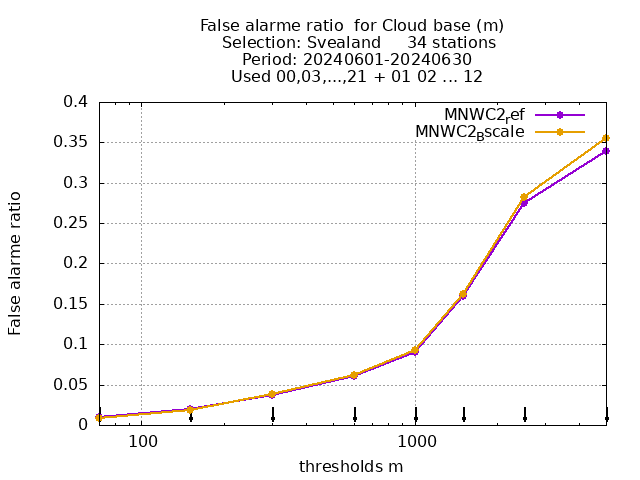 False alarme ratio  for Cloud base (m)
Selection: Svealand     34 stations
Period: 20240601-20240630
Used 00,03,...,21 + 01 02 ... 12
MNWC2ref
MNWC2Bscale
0.4
0.35
0.3
0.25
0.2
0.15
0.1
0.05
0
False alarme ratio
100
1000
thresholds m